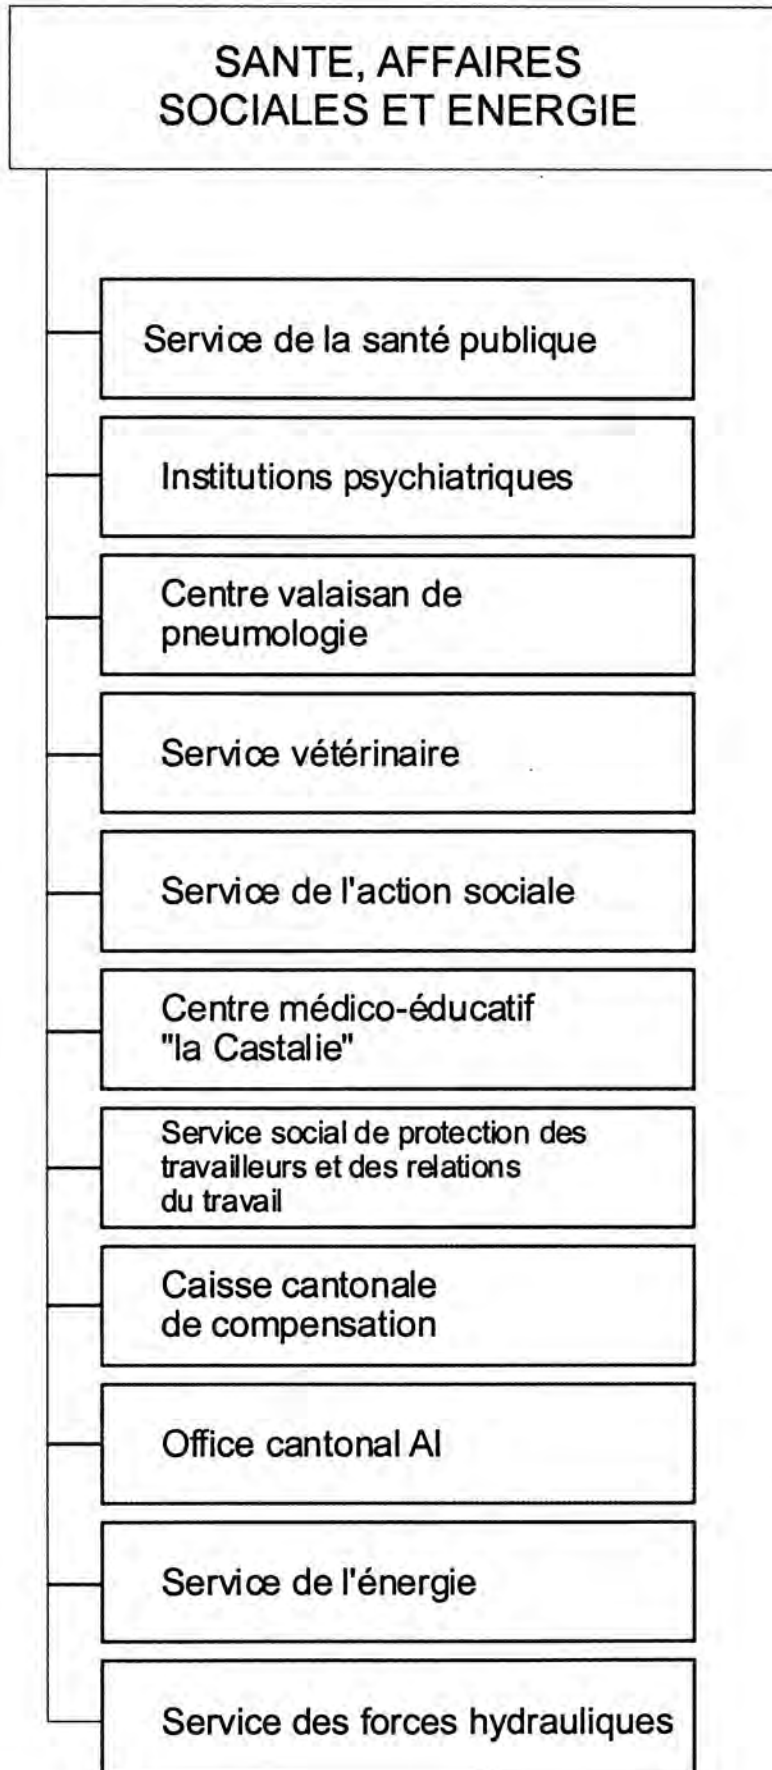 SANTE, AFFAIRES
SOCIALES ET ENERGIE
Service de la santé publique
Institutions psychiatriques
Centre valaisan de
pneumologie
Service vétérinaire
Service de l'action sociale
Centre médico-éducatif
"la Castalie"
Service social de protection des
travailleurs et des relations
du travail
Caisse cantonale
de compensation
Office cantonal AI
Service de l'énergie
Service des forces hydrauliques